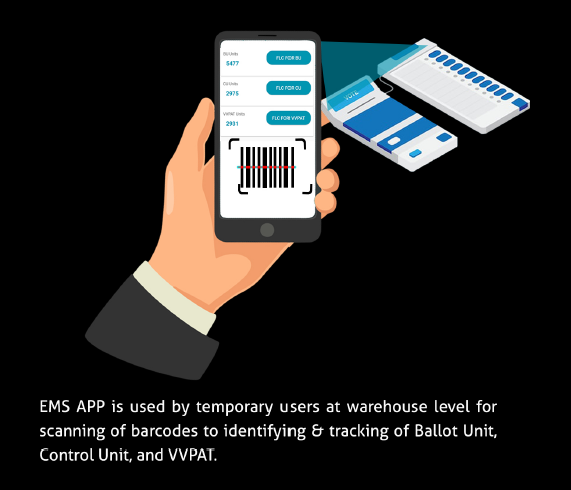 BU Units
5477
FLC FOR BU
CU Units
2975
FLC FOR CU
VVPAT Units
2931
FLC FOR VVPAT
VOTE
EMS APP is used by temporary users at warehouse level for
scanning of barcodes to identifying & tracking of Ballot Unit,
Control Unit, and VVPAT.